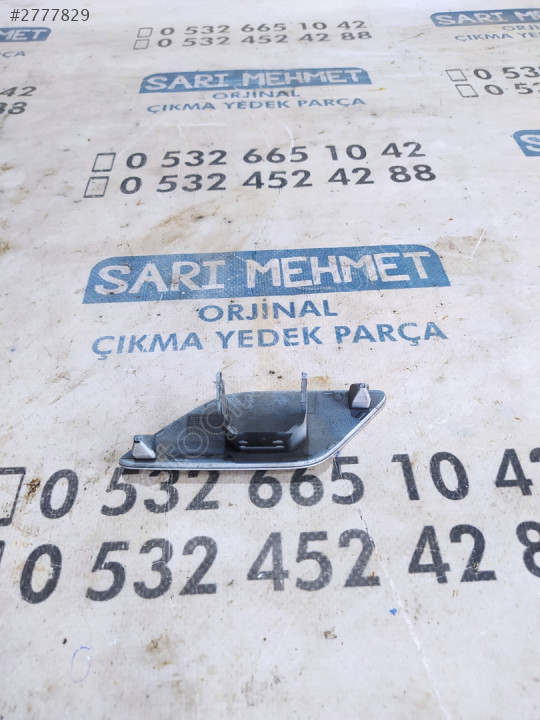 #2777829
0 532 665 10 42
0 532 452 42 88
SARI MEHMET
ORJİNAL
ÇIKMA YEDEK PARÇA
0 532 665 10 42
0 532 452 42 88
SARI MEHMET
ORJİNAL
ÇIKMA YEDEK PARÇA
0 532 665 10 42
0 532 452 42 88